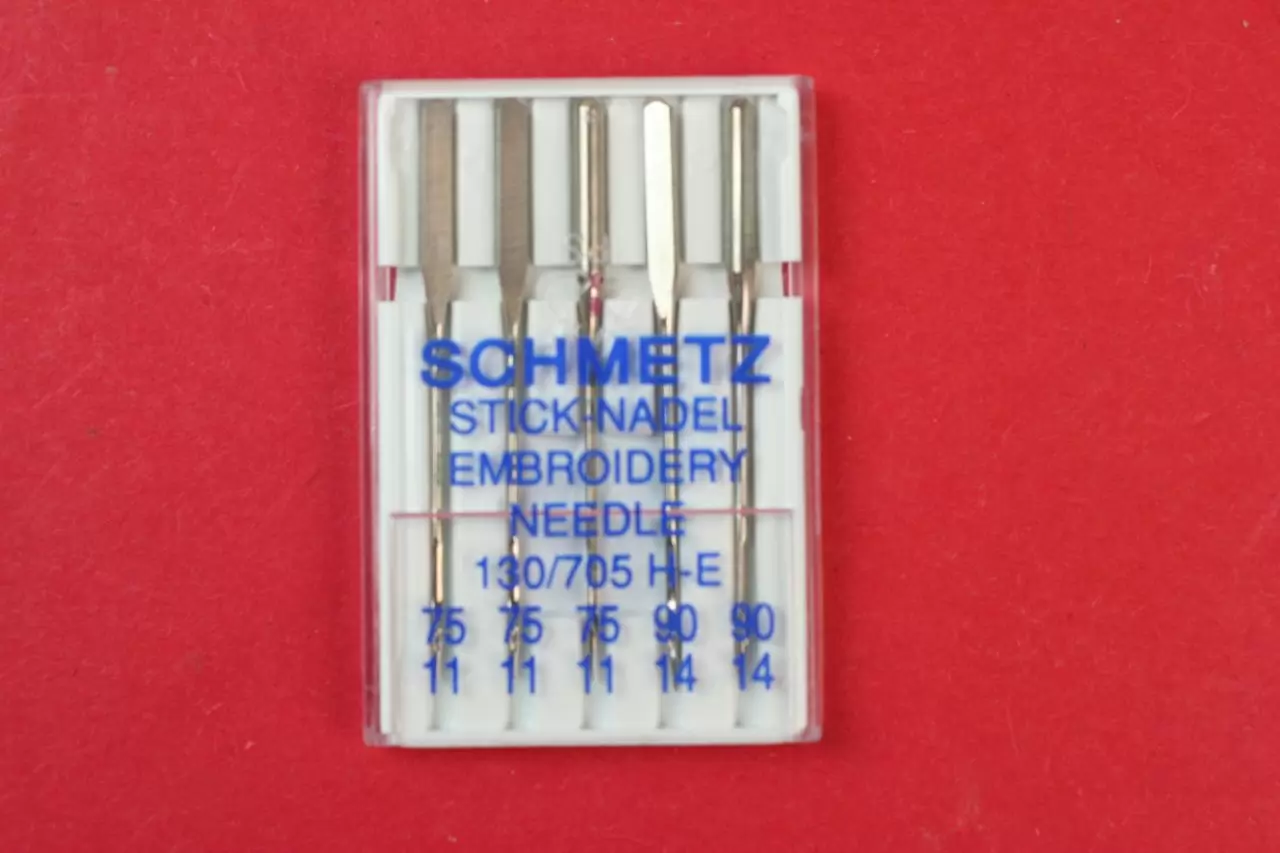 SCHMETZ
STICK-NADEL
EMBROIDERY
NEEDLE
130/705 H-E
75 75 75 90 90
11 11 11 14 14